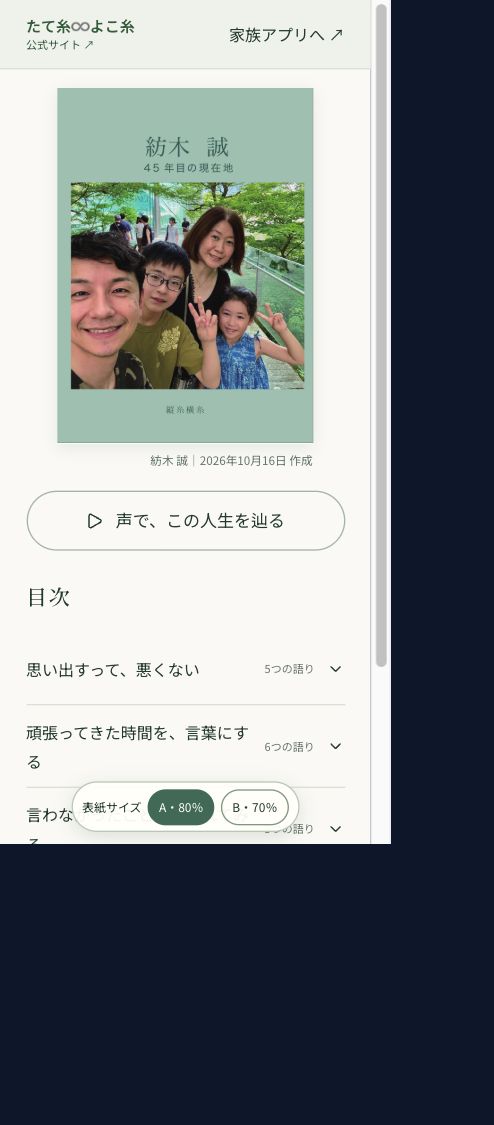 たて糸∞よこ糸
公式サイト ↗
家族アプリへ ↗
紡木 誠
45 年目の現在地
縦糸横糸
紡木 誠｜2026年10月16日 作成
声で、この人生を辿る
目次
思い出すって、悪くない
5つの語り
頑張ってきた時間を、言葉にす
る
6つの語り
言わな
つの語り
表紙サイズ
A・80%
B・70%